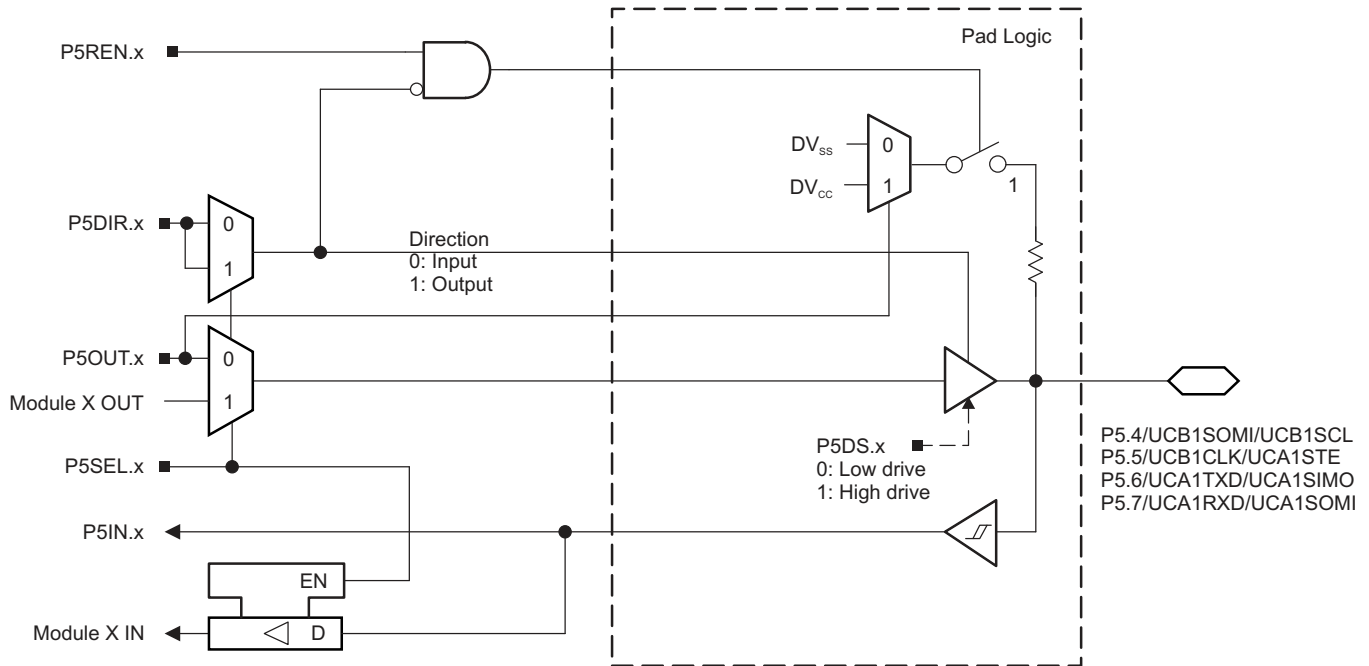 Pad Logic
P5REN.x
DVss
0
DVcc
1
1
P5DIR.x
0
1
Direction
0: Input
1: Output
P5OUT.x
0
Module X OUT
1
P5DS.x
0: Low drive
1: High drive
P5SEL.x
P5.4/UCB1SOMI/UCB1SCL
P5.5/UCB1CLK/UCA1STE
P5.6/UCA1TXD/UCA1SIMO
P5.7/UCA1RXD/UCA1SOMI
P5IN.x
EN
Module X IN
D